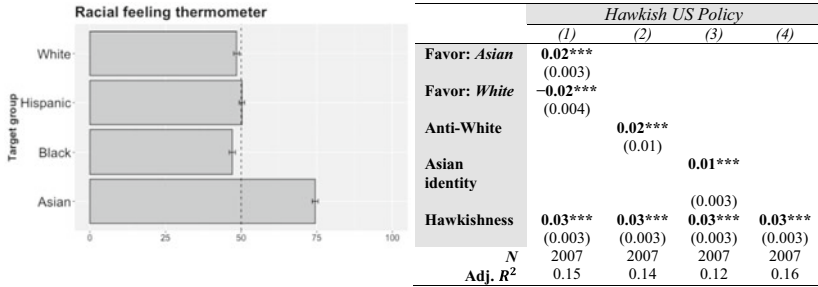 Racial feeling thermometer
Target group
White
Hispanic
Black
Asian
0 25 50 75 100
Hawkish US Policy
(1) (2) (3) (4)
Favor: Asian 0.02***
(0.003)
Favor: White −0.02***
(0.004)
Anti-White 0.02***
(0.01)
Asian 0.01***
identity
(0.003)
Hawkishness 0.03*** 0.03*** 0.03*** 0.03***
(0.003) (0.003) (0.003) (0.003)
N 2007 2007 2007 2007
Adj. R² 0.15 0.14 0.12 0.16